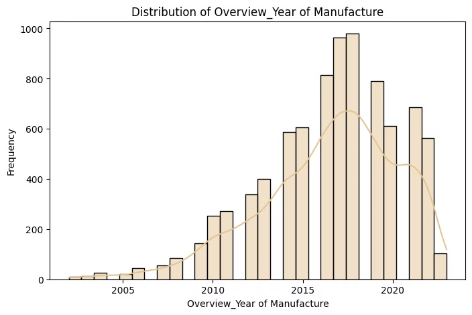 Distribution of Overview_Year of Manufacture
1000
800
600
400
200
0
Frequency
2005 2010 2015 2020
Overview_Year of Manufacture